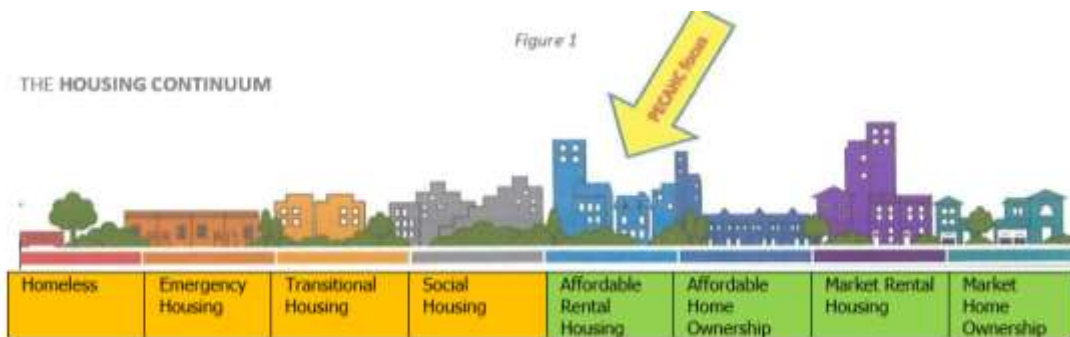 Figure 1
PECAHC focus
THE HOUSING CONTINUUM
Homeless
Emergency
Housing
Transitional
Housing
Social
Housing
Affordable
Rental
Housing
Affordable
Home
Ownership
Market Rental
Housing
Market
Home
Ownership